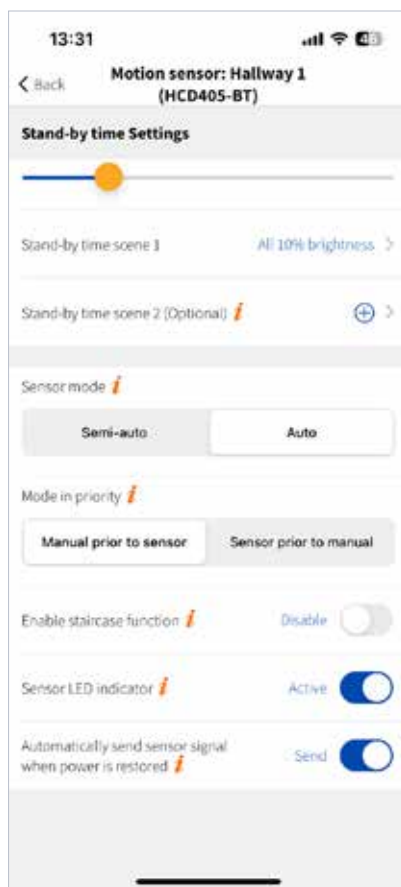 13:31
Back
Motion sensor: Hallway 1
(HCD405-BT)
Stand-by time Settings
Stand-by time scene 1
All 10% brightness
Stand-by time scene 2 (Optional) i
Sensor mode i
Semi-auto
Auto
Mode in priority i
Manual prior to sensor
Sensor prior to manual
Enable staircase function i
Disable
Sensor LED indicator i
Active
Automatically send sensor signal
when power is restored i
Send